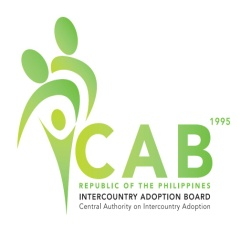 1995
ICAB
REPUBLIC OF THE PHILIPPINES
INTERCOUNTRY ADOPTION BOARD
Central Authority on Intercountry Adoption